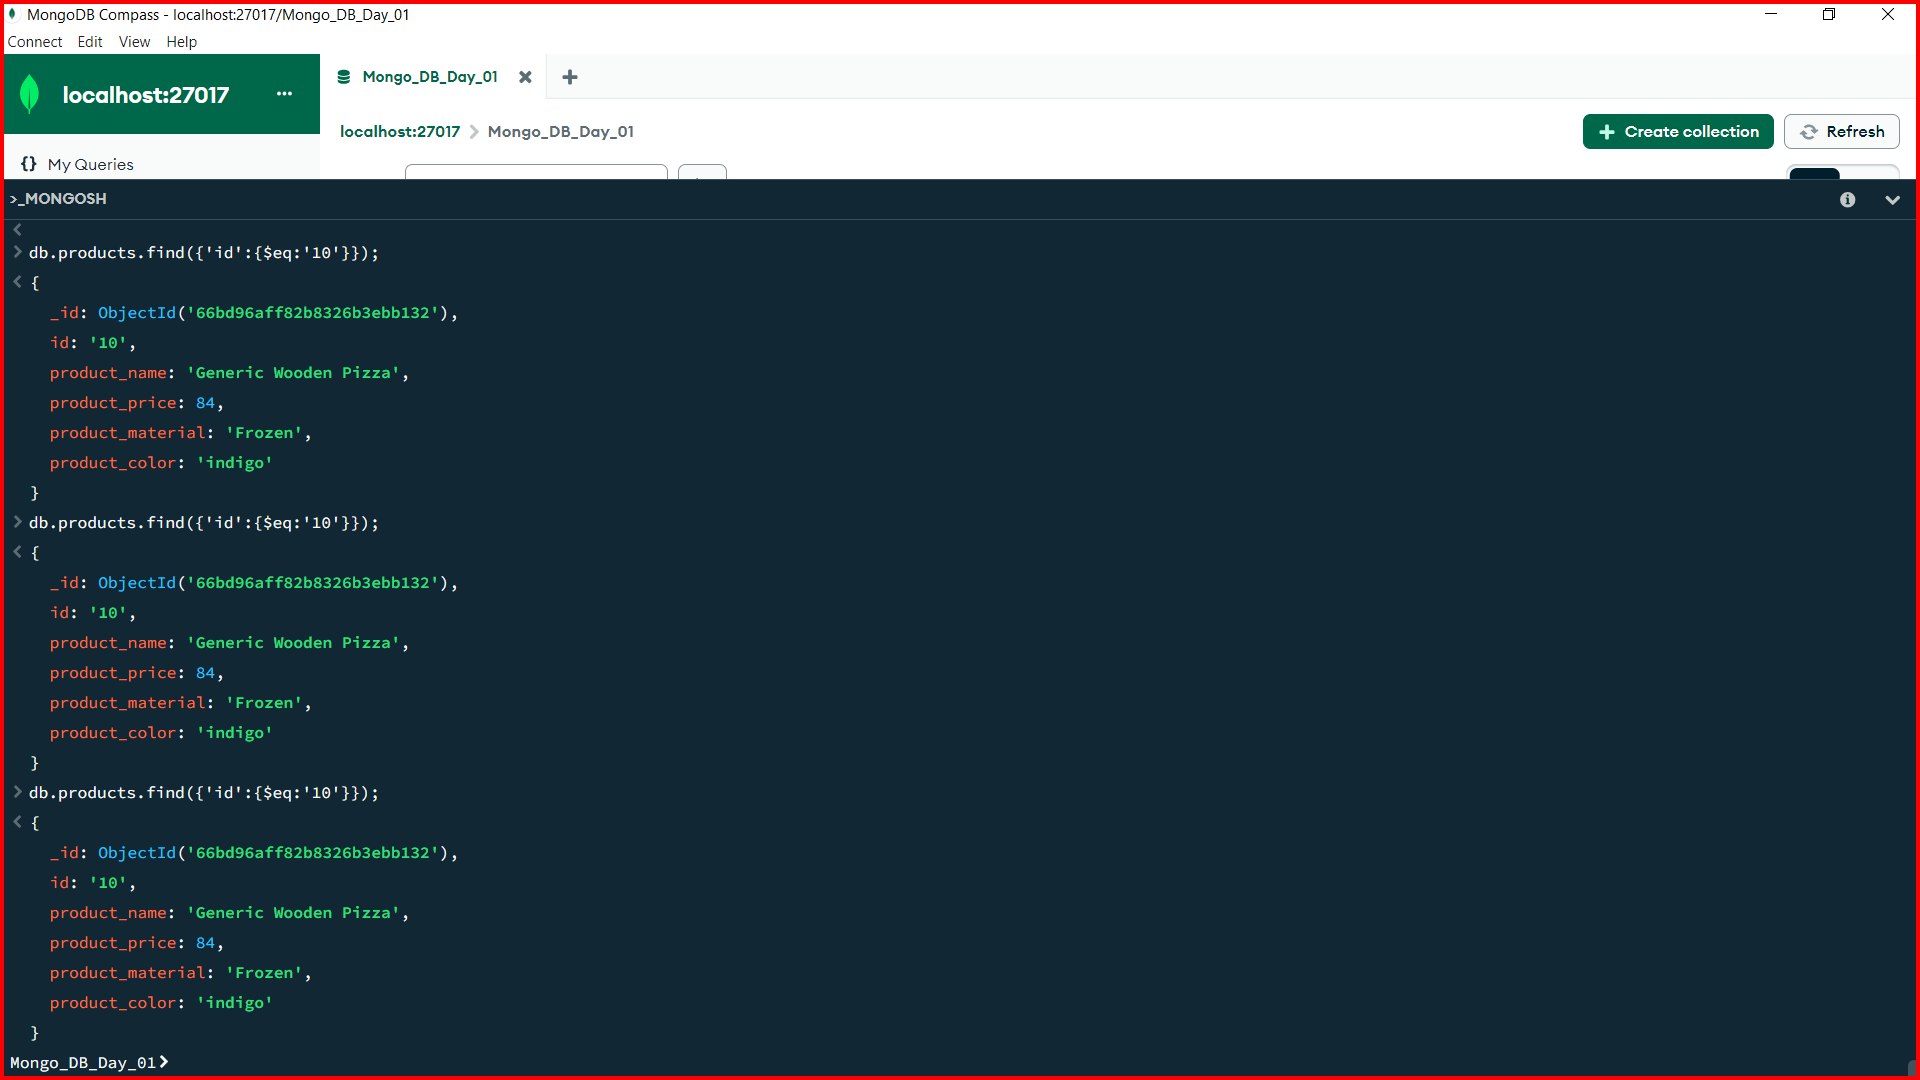 MongoDB Compass - localhost:27017/Mongo_DB_Day_01
Connect Edit View Help
localhost:27017 ...
Mongo_DB_Day_01
localhost:27017 > Mongo_DB_Day_01
+ Create collection
Refresh
{} My Queries
>_MONGOSH
<
> db.products.find({'id':{$eq:'10'}});
< {
_id: ObjectId('66bd96aff82b8326b3ebb132'),
id: '10',
product_name: 'Generic Wooden Pizza',
product_price: 84,
product_material: 'Frozen',
product_color: 'indigo'
}
> db.products.find({'id':{$eq:'10'}});
< {
_id: ObjectId('66bd96aff82b8326b3ebb132'),
id: '10',
product_name: 'Generic Wooden Pizza',
product_price: 84,
product_material: 'Frozen',
product_color: 'indigo'
}
> db.products.find({'id':{$eq:'10'}});
< {
_id: ObjectId('66bd96aff82b8326b3ebb132'),
id: '10',
product_name: 'Generic Wooden Pizza',
product_price: 84,
product_material: 'Frozen',
product_color: 'indigo'
}
Mongo_DB_Day_01>